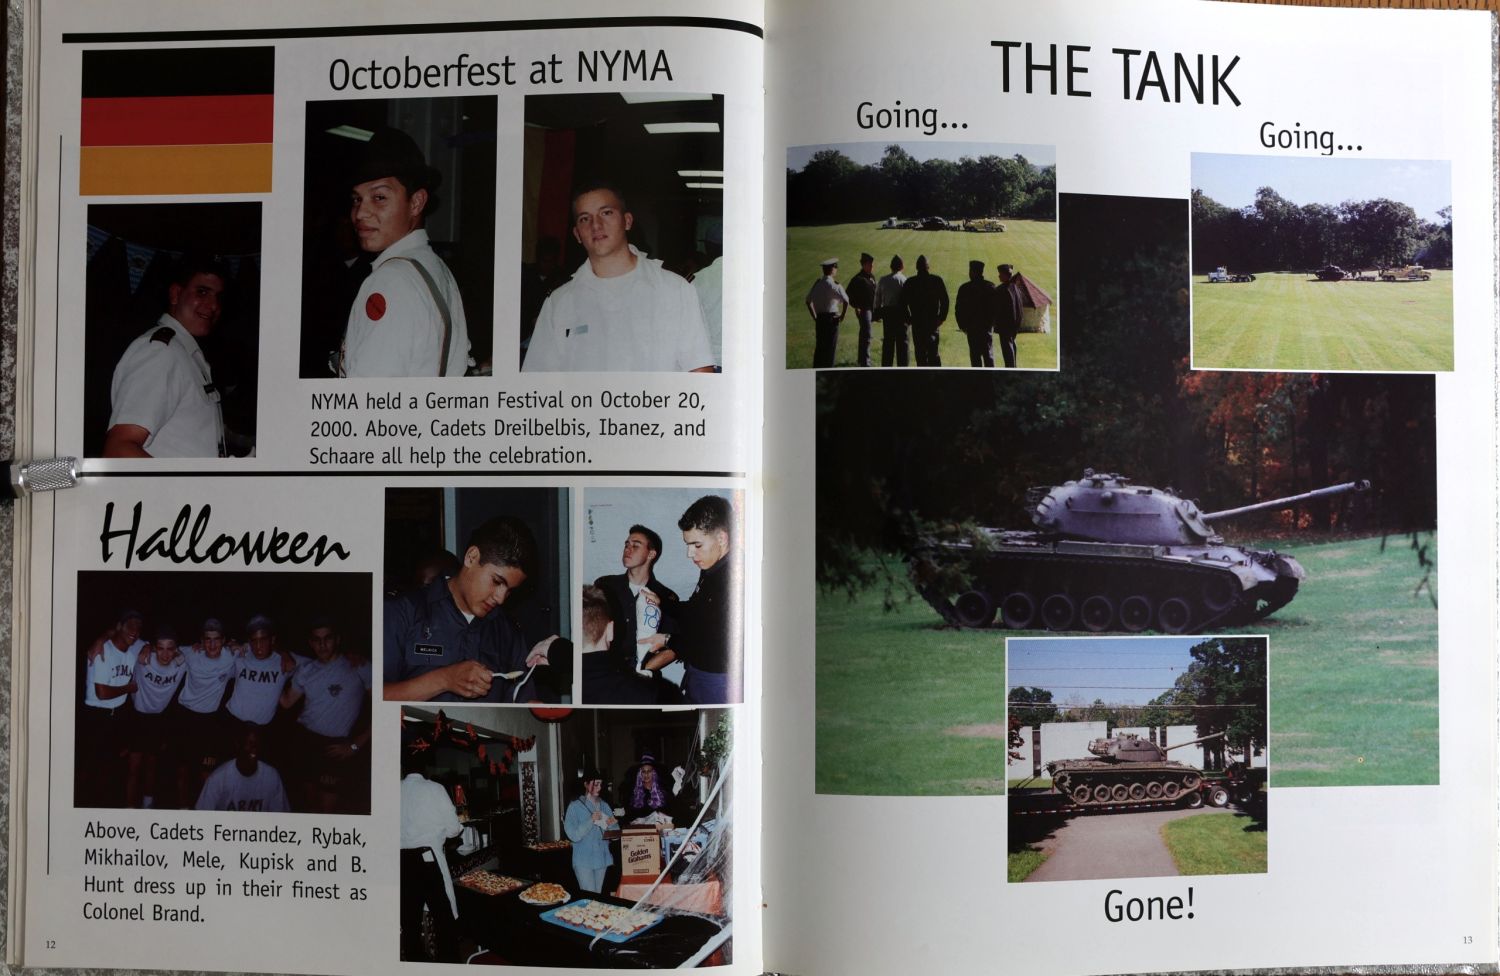 Octoberfest at NYMA
NYMA held a German Festival on October 20,
2000. Above, Cadets Dreilbelbis, Ibanez, and
Schaare all help the celebration.
Halloween
ARMY
ARMY
ARMY
Golden
Grahams
Above, Cadets Fernandez, Rybak,
Mikhailov, Mele, Kupisk and B.
Hunt dress up in their finest as
Colonel Brand.
12
THE TANK
Going...
Going...
Gone!
13